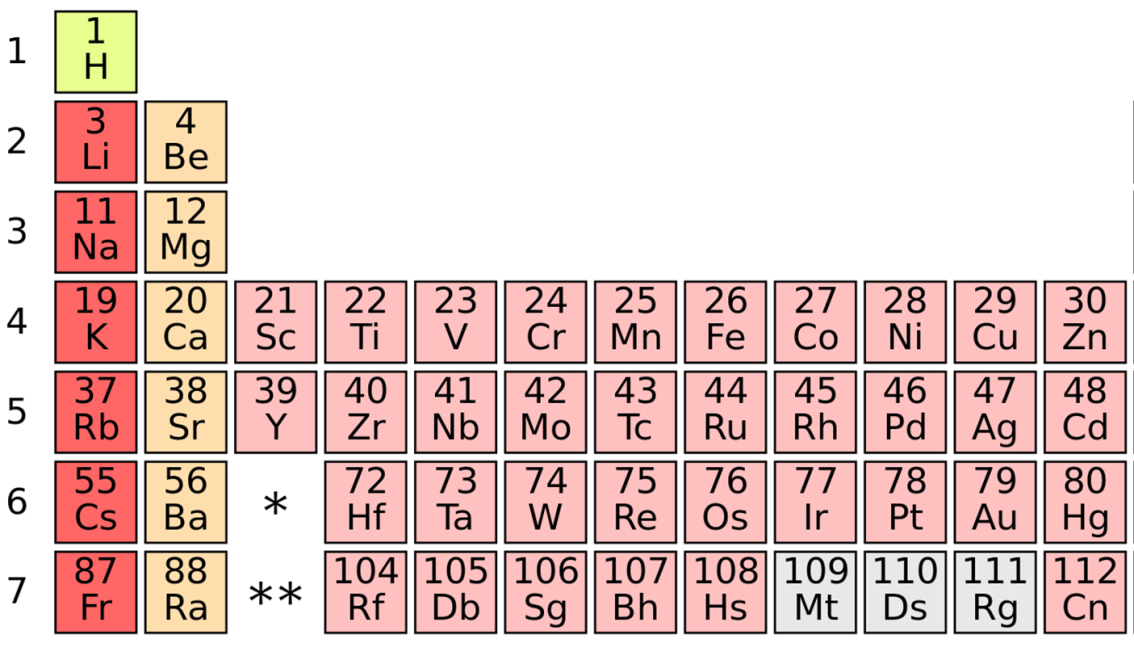 1 1 H
2 3 Li 4 Be
3 11 Na 12 Mg
4 19 K 20 Ca 21 Sc 22 Ti 23 V 24 Cr 25 Mn 26 Fe 27 Co 28 Ni 29 Cu 30 Zn
5 37 Rb 38 Sr 39 Y 40 Zr 41 Nb 42 Mo 43 Tc 44 Ru 45 Rh 46 Pd 47 Ag 48 Cd
6 55 Cs 56 Ba * 72 Hf 73 Ta 74 W 75 Re 76 Os 77 Ir 78 Pt 79 Au 80 Hg
7 87 Fr 88 Ra ** 104 Rf 105 Db 106 Sg 107 Bh 108 Hs 109 Mt 110 Ds 111 Rg 112 Cn